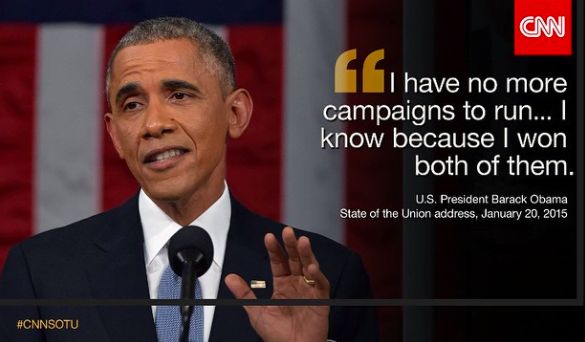 CNN
“I have no more
campaigns to run... I
know because I won
both of them.
U.S. President Barack Obama
State of the Union address, January 20, 2015
#CNNSOTU